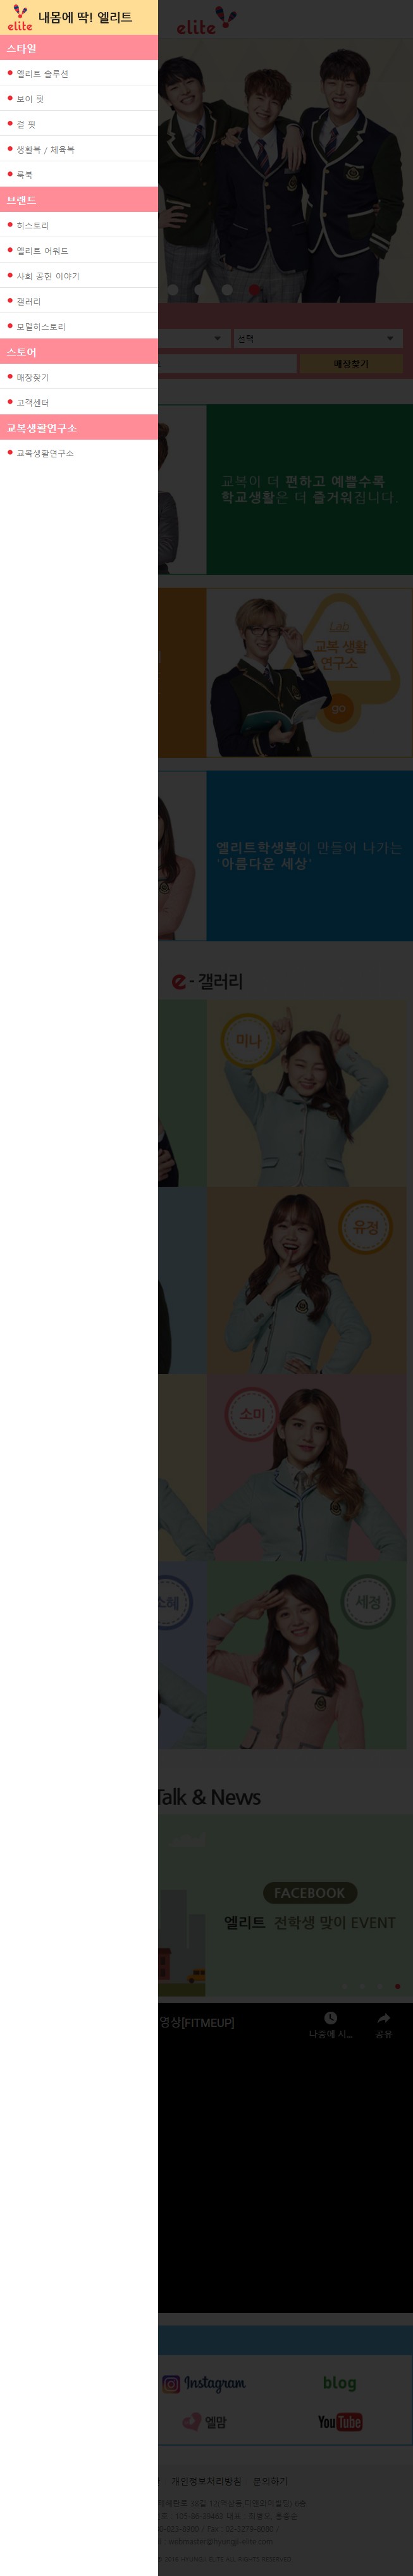 elite
내몸에 딱! 엘리트
스타일
엘리트 솔루션
보이 핏
걸 핏
생활복 / 체육복
룩북
브랜드
히스토리
엘리트 어워드
사회 공헌 이야기
갤러리
모델히스토리
스토어
매장찾기
고객센터
교복생활연구소
교복생활연구소
elite
선택
매장찾기
교복이 더 편하고 예쁠수록
학교생활은 더 즐거워집니다.
Lab
교복 생활
연구소
go
엘리트학생복이 만들어 나가는
'아름다운 세상'
e - 갤러리
미나
유정
소미
소혜
세정
Talk & News
FACEBOOK
엘리트 전학생 맞이 EVENT
영상[FITMEUP]
나중에 시...
공유
Instagram
blog
엘맘
YouTube
개인정보처리방침
문의하기
webmaster@hyungji-elite.com